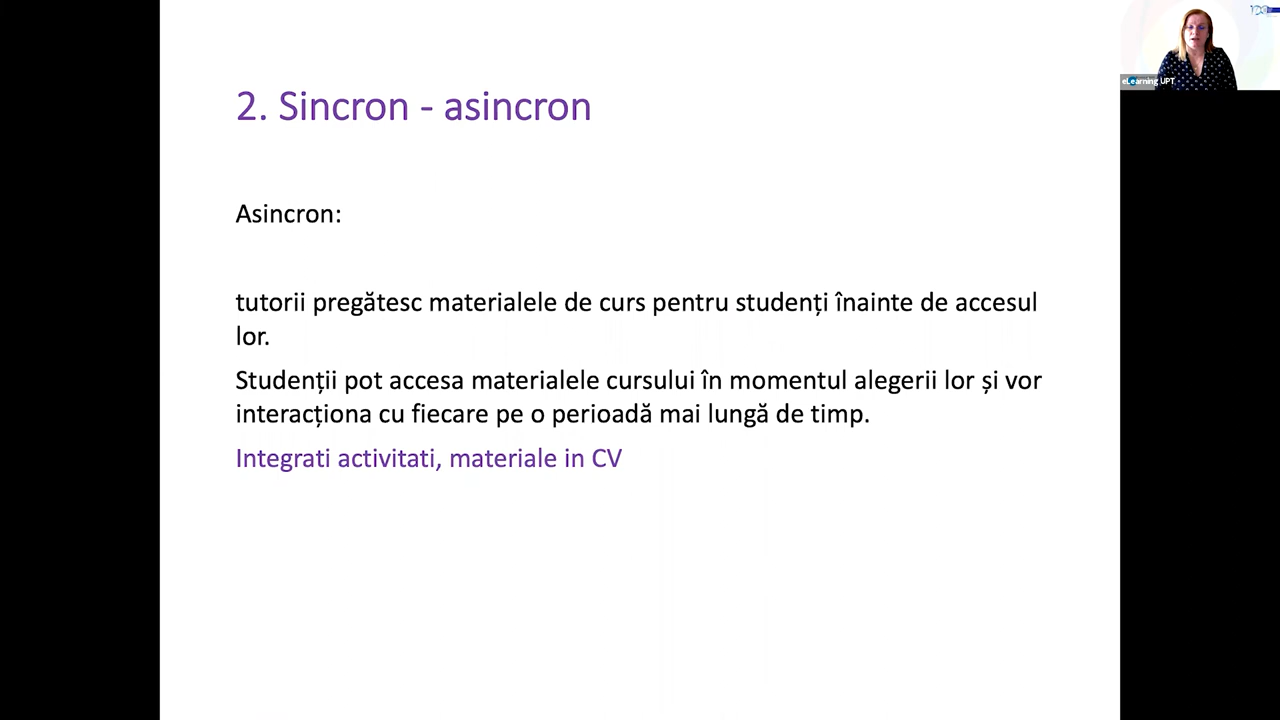 2. Sincron - asincron
Asincron:
tutorii pregătesc materialele de curs pentru studenți înainte de accesul
lor.
Studenții pot accesa materialele cursului în momentul alegerii lor și vor
interacționa cu fiecare pe o perioadă mai lungă de timp.
Integrati activitati, materiale in CV
eLearning UPT